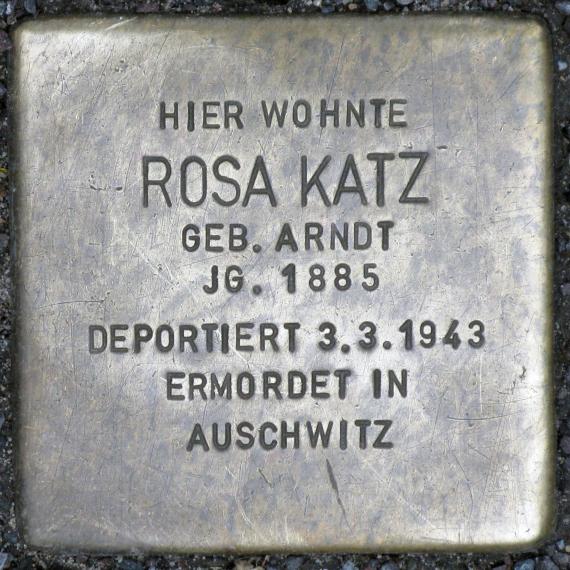 HIER WOHNTE
ROSA KATZ
GEB. ARNDT
JG. 1885
DEPORTIERT 3.3.1943
ERMORDET IN
AUSCHWITZ